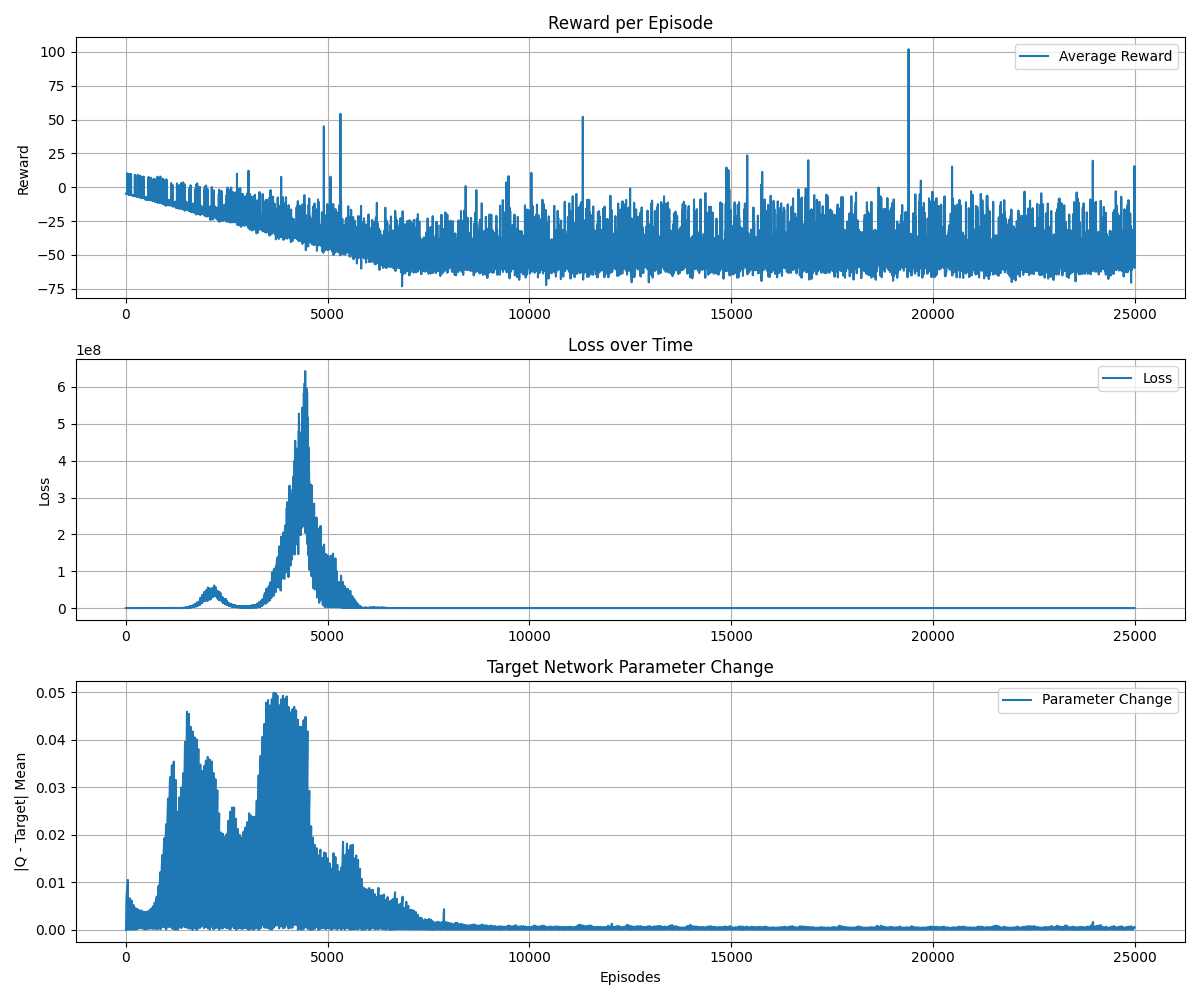 Reward per Episode
Reward
100
75
50
25
0
−25
−50
−75
Average Reward
0 5000 10000 15000 20000 25000
Loss over Time
1e8
Loss
6
5
4
3
2
1
0
Loss
0 5000 10000 15000 20000 25000
Target Network Parameter Change
|Q - Target| Mean
0.05
0.04
0.03
0.02
0.01
0.00
Parameter Change
0 5000 10000 15000 20000 25000
Episodes